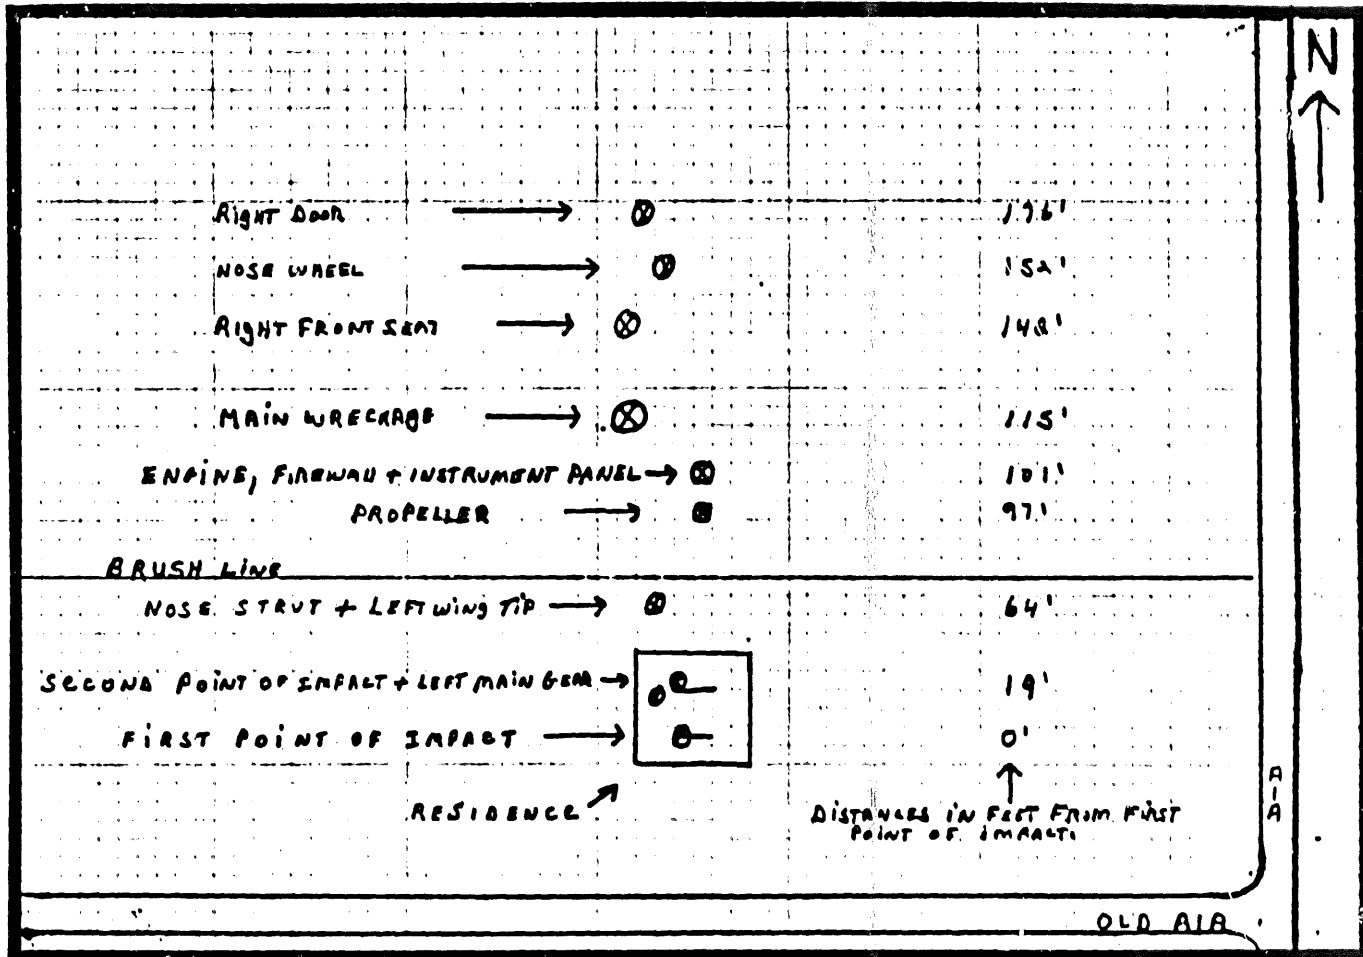 N
RIGHT DOOR 176'
NOSE WHEEL 152'
RIGHT FRONT SEAT 148'
MAIN WRECKAGE 115'
ENGINE, FIREWALL + INSTRUMENT PANEL 101'
PROPELLER 97'
BRUSH LINE
NOSE STRUT + LEFT WING TIP 64'
SECOND POINT OF IMPACT + LEFT MAIN GEAR 19'
FIRST POINT OF IMPACT 0'
RESIDENCE
DISTANCES IN FEET FROM FIRST
POINT OF IMPACT.
A1A
OLD A1A